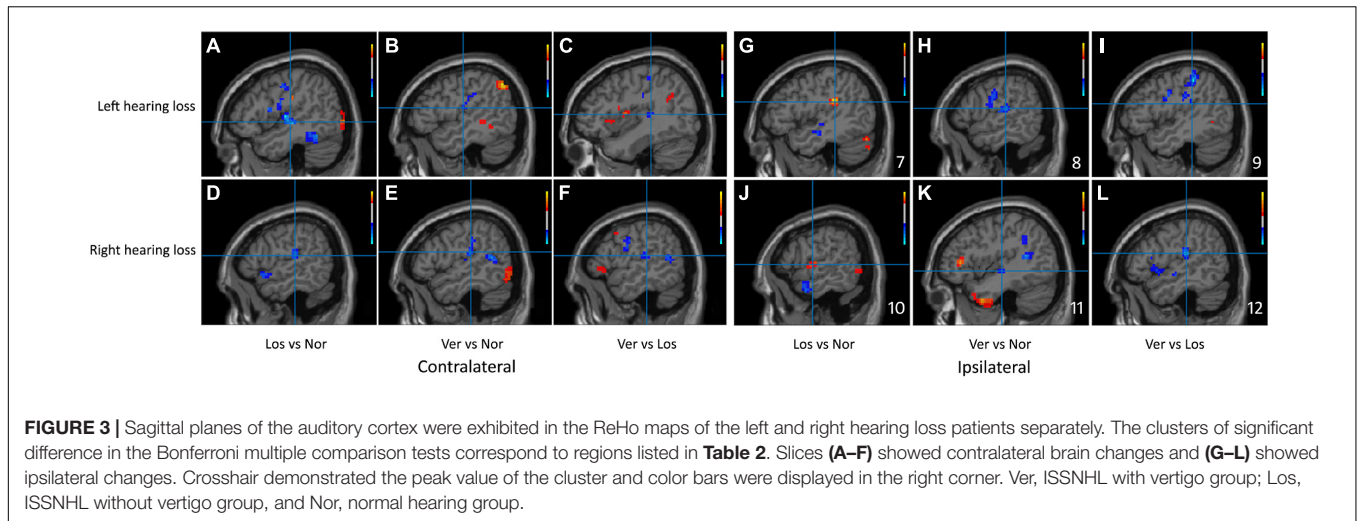 A B C G H I
Left hearing loss
7 8 9
D E F J K L
Right hearing loss
10 11 12
Los vs Nor Ver vs Nor Ver vs Los Los vs Nor Ver vs Nor Ver vs Los
Contralateral Ipsilateral
FIGURE 3 | Sagittal planes of the auditory cortex were exhibited in the ReHo maps of the left and right hearing loss patients separately. The clusters of significant
difference in the Bonferroni multiple comparison tests correspond to regions listed in Table 2. Slices (A–F) showed contralateral brain changes and (G–L) showed
ipsilateral changes. Crosshair demonstrated the peak value of the cluster and color bars were displayed in the right corner. Ver, ISSNHL with vertigo group; Los,
ISSNHL without vertigo group, and Nor, normal hearing group.